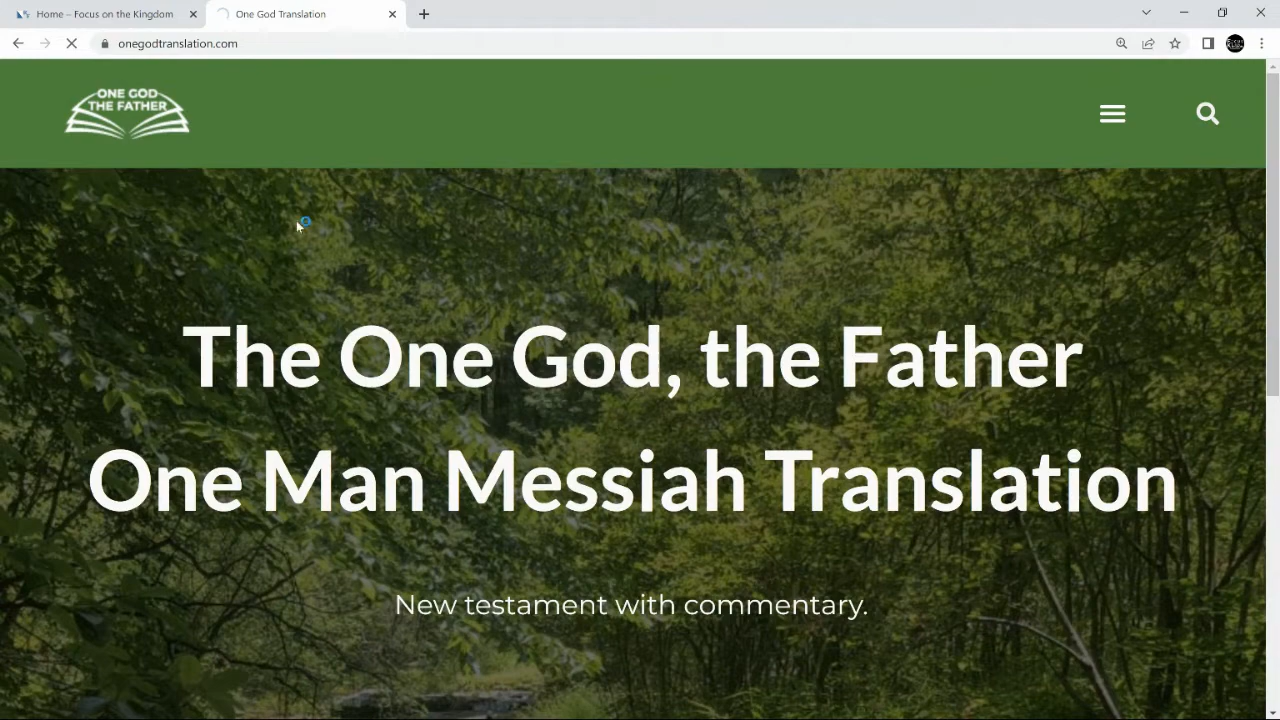 Home – Focus on the Kingdom
One God Translation
onegodtranslation.com
ONE GOD
THE FATHER
The One God, the Father
One Man Messiah Translation
New testament with commentary.